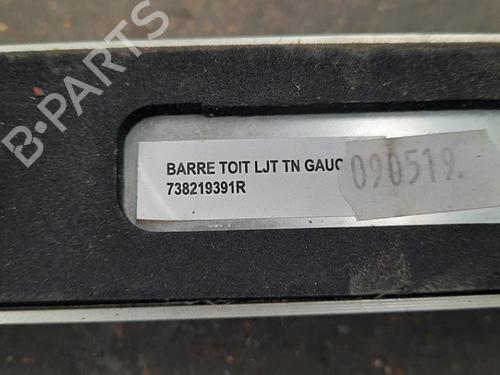 BARRE TOIT LJT TN GAUC
738219391R
090519.
B-PARTS